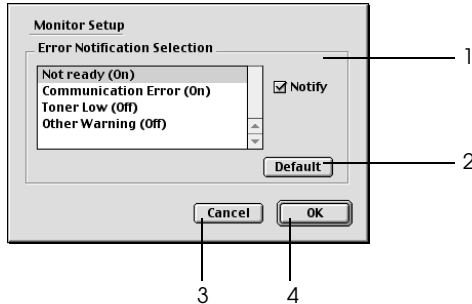 Monitor Setup
Error Notification Selection
1
Not ready (On)
Communication Error (On)
Toner Low (Off)
Other Warning (Off)
Notify
Default
2
Cancel
OK
3
4